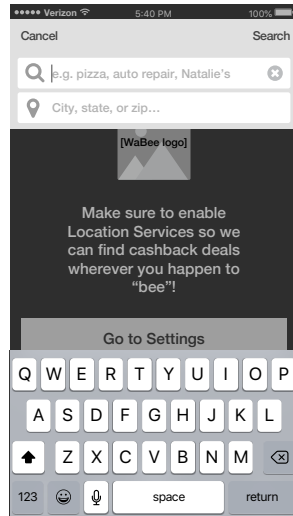 Verizon 5:40 PM 100%
Cancel Search
e.g. pizza, auto repair, Natalie's
City, state, or zip...
[WaBee logo]
Make sure to enable
Location Services so we
can find cashback deals
wherever you happen to
“bee”!
Go to Settings
Q W E R T Y U I O P
A S D F G H J K L
Z X C V B N M
123 space return